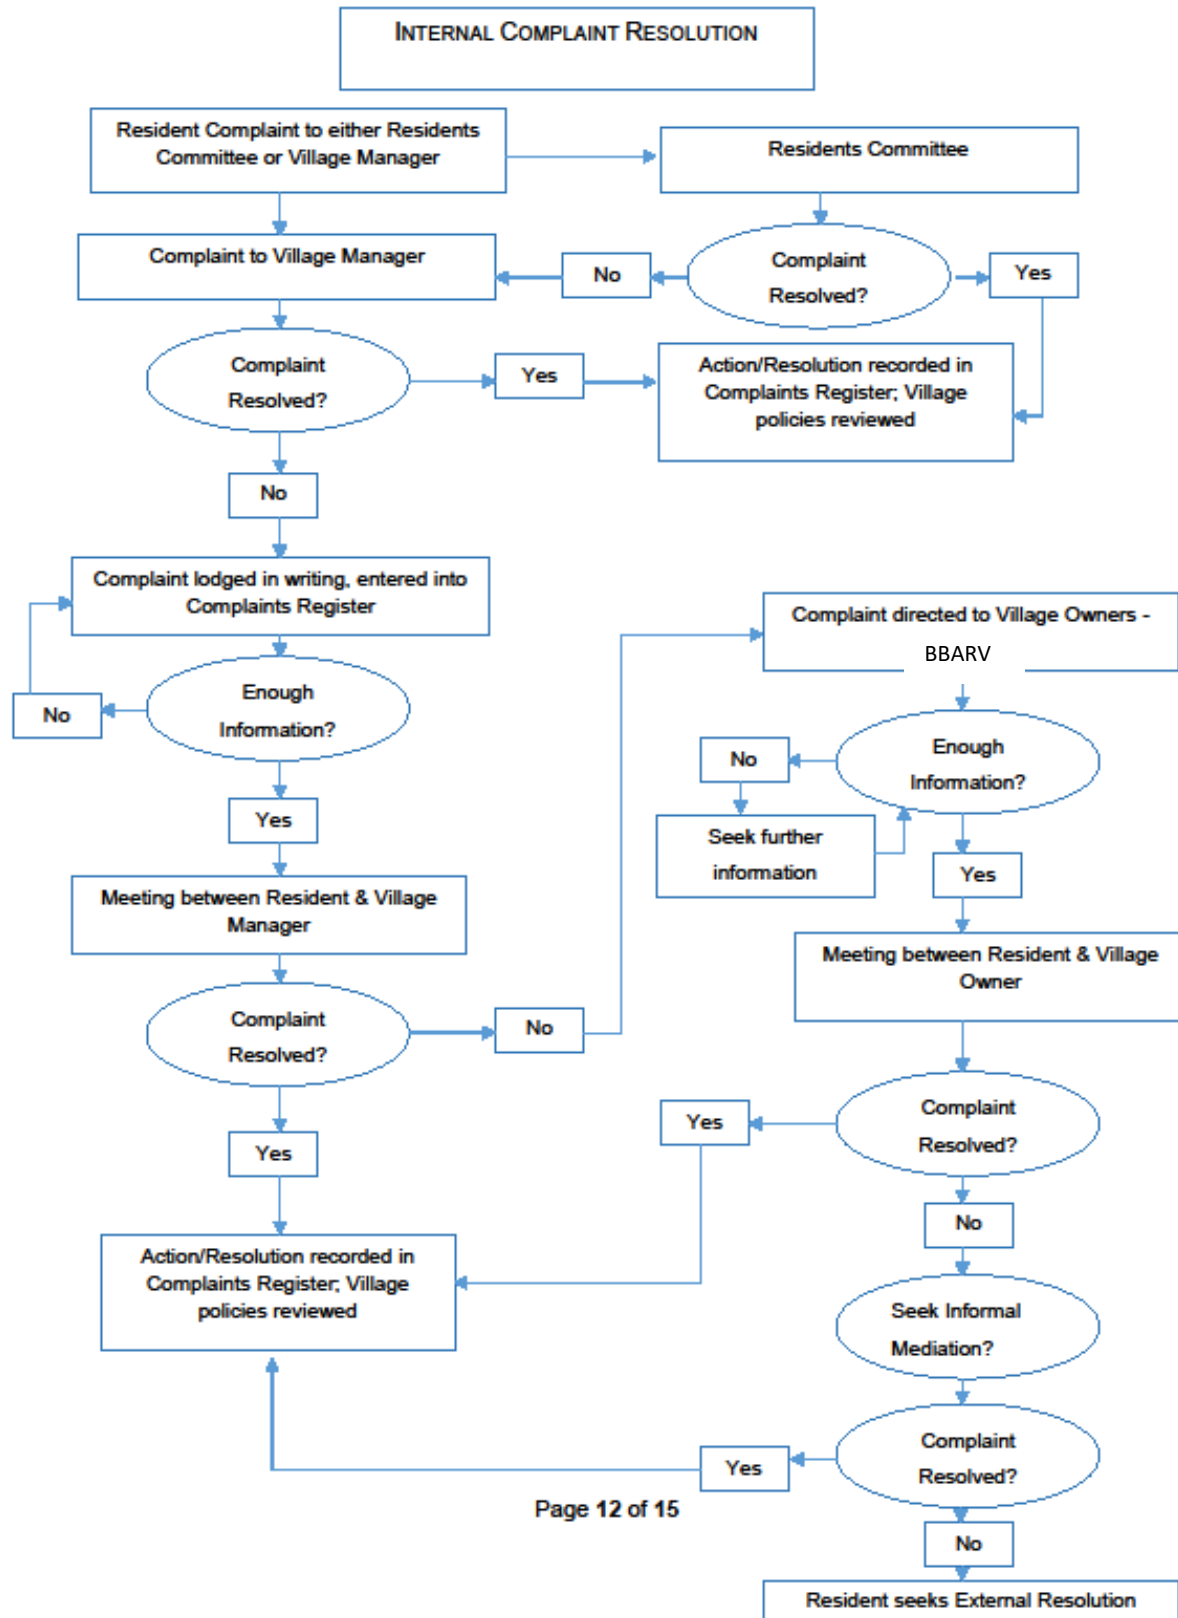 INTERNAL COMPLAINT RESOLUTION
Resident Complaint to either Residents
Committee or Village Manager
Residents Committee
Complaint to Village Manager
No
Complaint
Resolved?
Yes
Complaint
Resolved?
Yes
Action/Resolution recorded in
Complaints Register; Village
policies reviewed
No
Complaint lodged in writing, entered into
Complaints Register
Complaint directed to Village Owners -
BBARV
No
Enough
Information?
No
Enough
Information?
Yes
Seek further
information
Yes
Meeting between Resident & Village
Manager
Meeting between Resident & Village
Owner
Complaint
Resolved?
No
Yes
Yes
Complaint
Resolved?
No
Action/Resolution recorded in
Complaints Register; Village
policies reviewed
Seek Informal
Mediation?
Yes
Complaint
Resolved?
Page 12 of 15
No
Resident seeks External Resolution